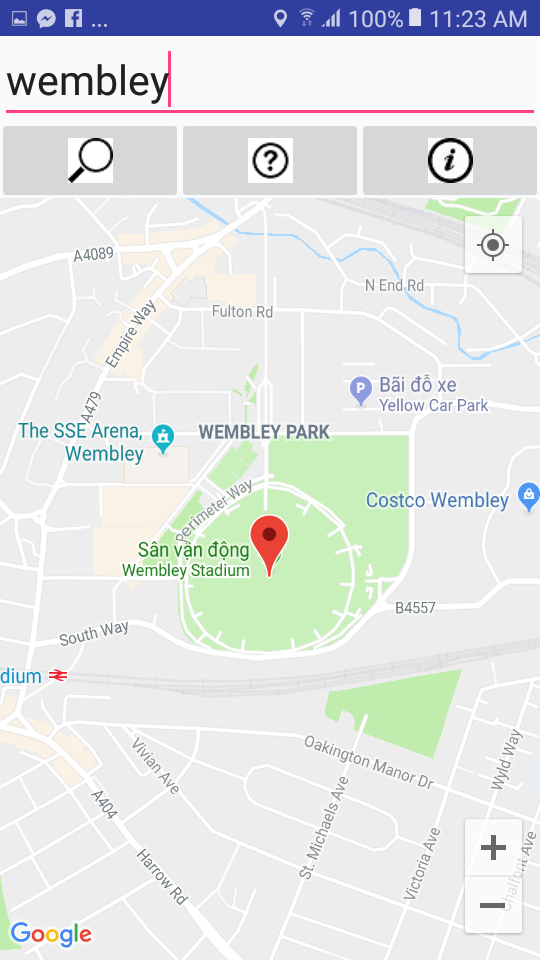 ... 100% 11:23 AM
wembley
A4089
N End Rd
Fulton Rd
Empire Way
A479
Bãi đỗ xe
Yellow Car Park
The SSE Arena,
Wembley
WEMBLEY PARK
Costco Wembley
Perimeter Way
Sân vận động
Wembley Stadium
B4557
South Way
dium
Oakington Manor Dr
Wyld Way
Vivian Ave
A404
St. Michaels Ave
Victoria Ave
Chalfont Ave
Harrow Rd
Google